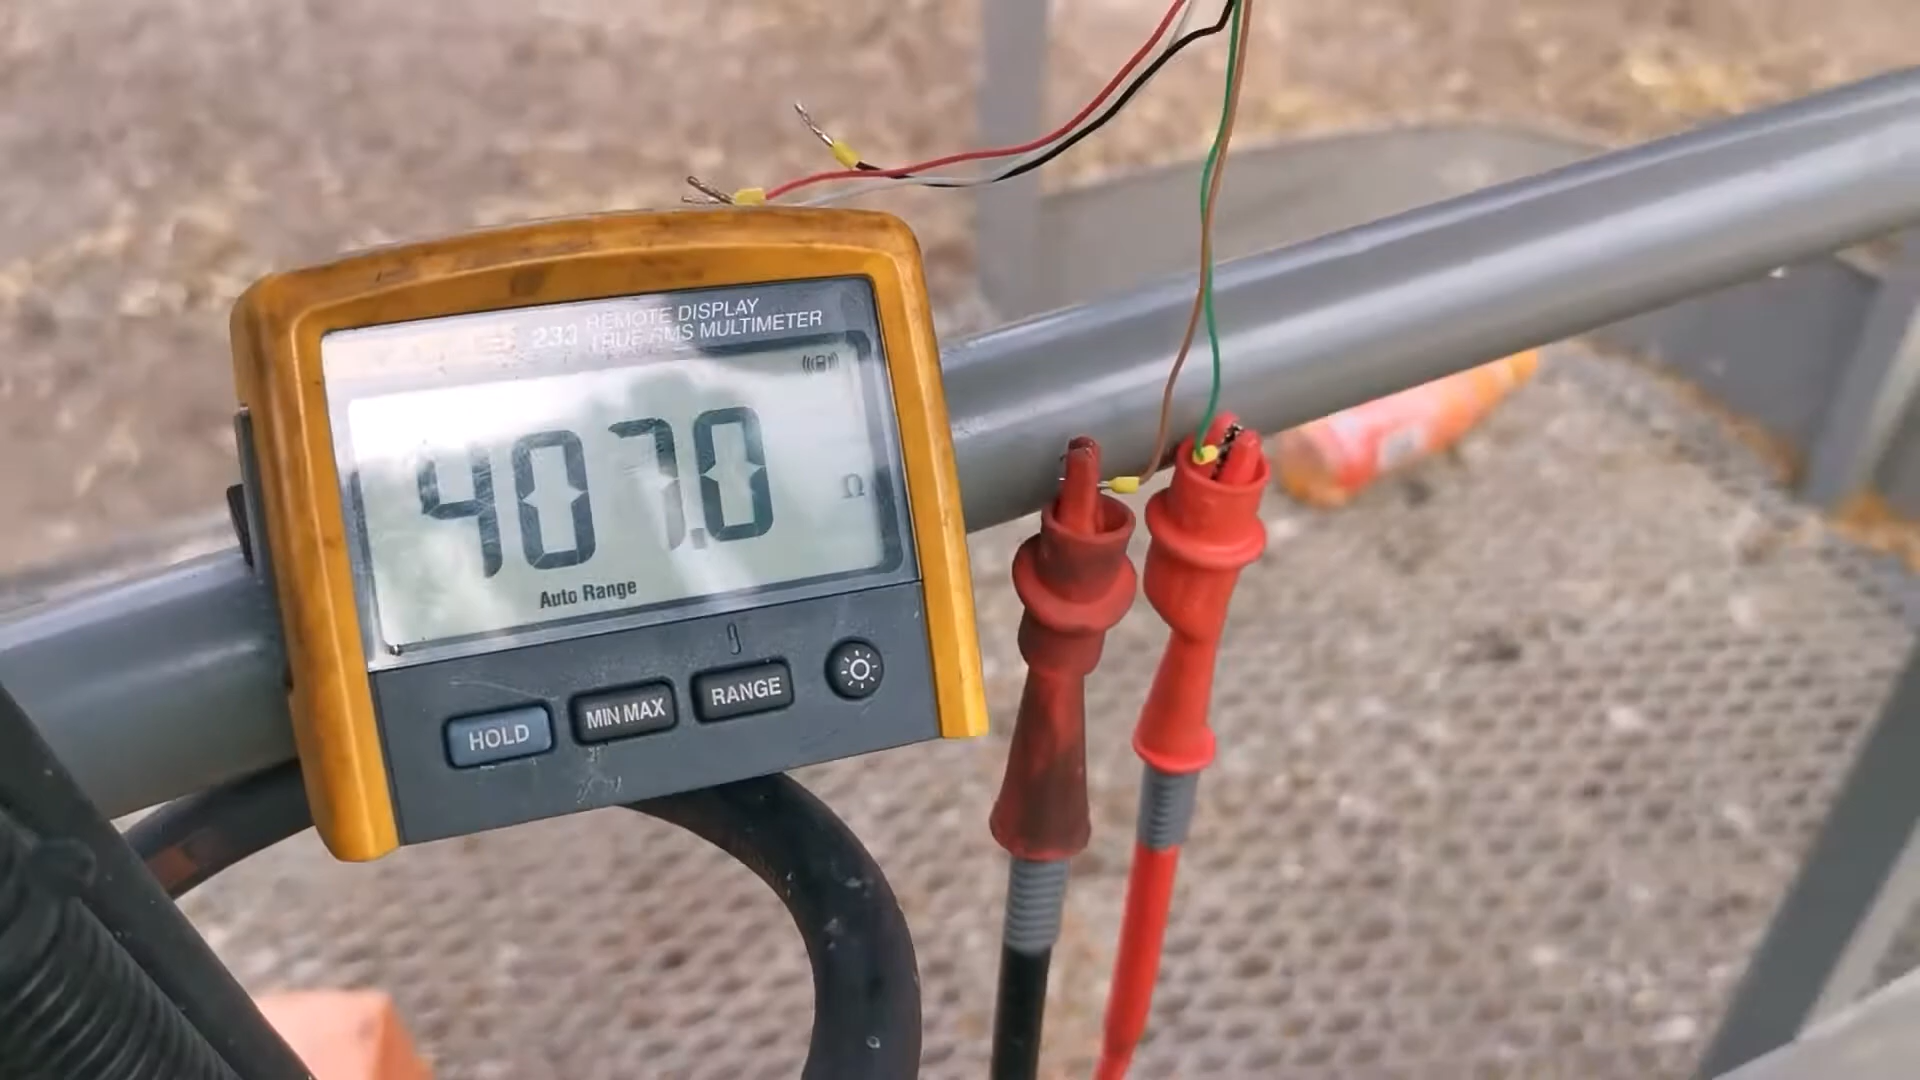 233 REMOTE DISPLAY
TRUE RMS MULTIMETER
407.0
Ω
Auto Range
HOLD
MIN MAX
RANGE